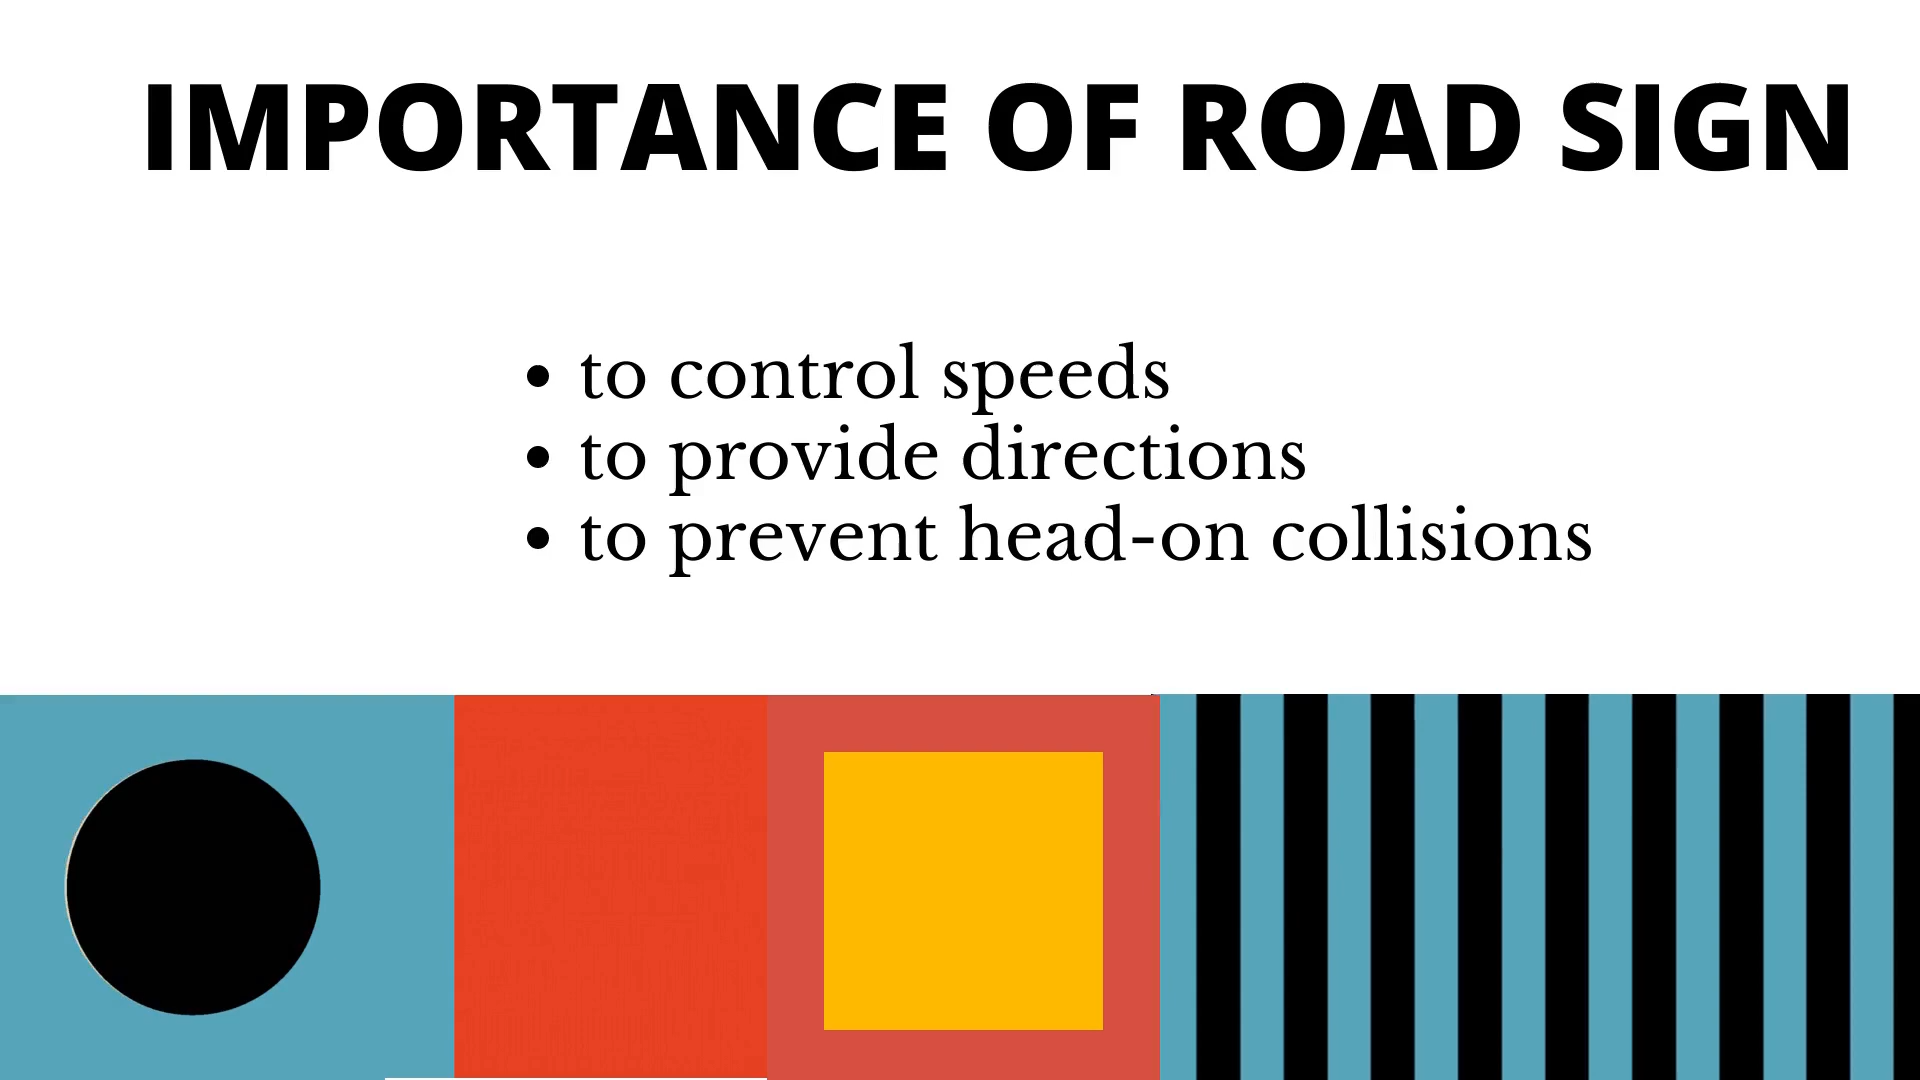 IMPORTANCE OF ROAD SIGN
• to control speeds
• to provide directions
• to prevent head-on collisions